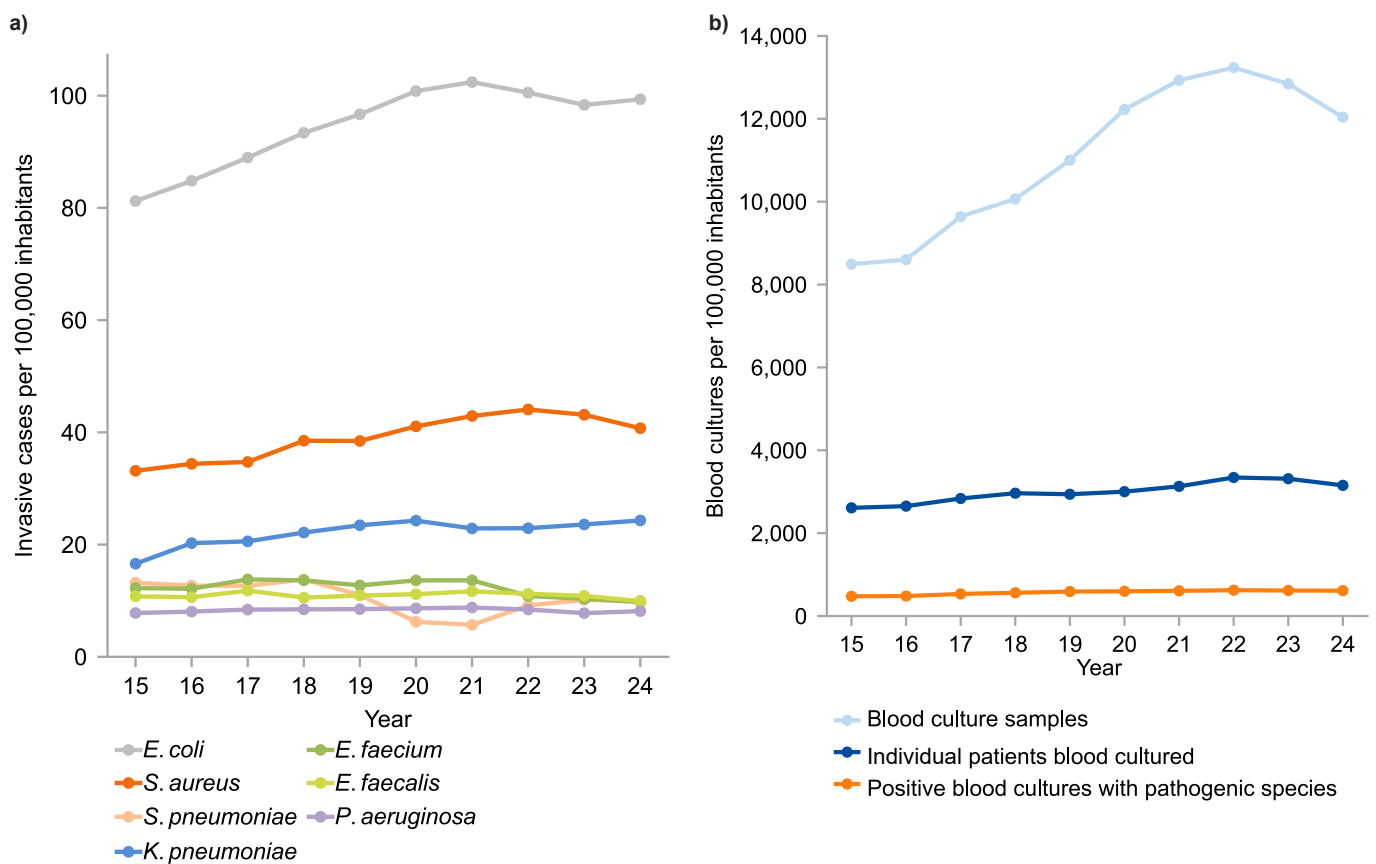 a)
Invasive cases per 100,000 inhabitants
100
80
60
40
20
0
15 16 17 18 19 20 21 22 23 24
Year
E. coli
S. aureus
S. pneumoniae
K. pneumoniae
E. faecium
E. faecalis
P. aeruginosa
b)
Blood cultures per 100,000 inhabitants
14,000
12,000
10,000
8,000
6,000
4,000
2,000
0
15 16 17 18 19 20 21 22 23 24
Year
Blood culture samples
Individual patients blood cultured
Positive blood cultures with pathogenic species